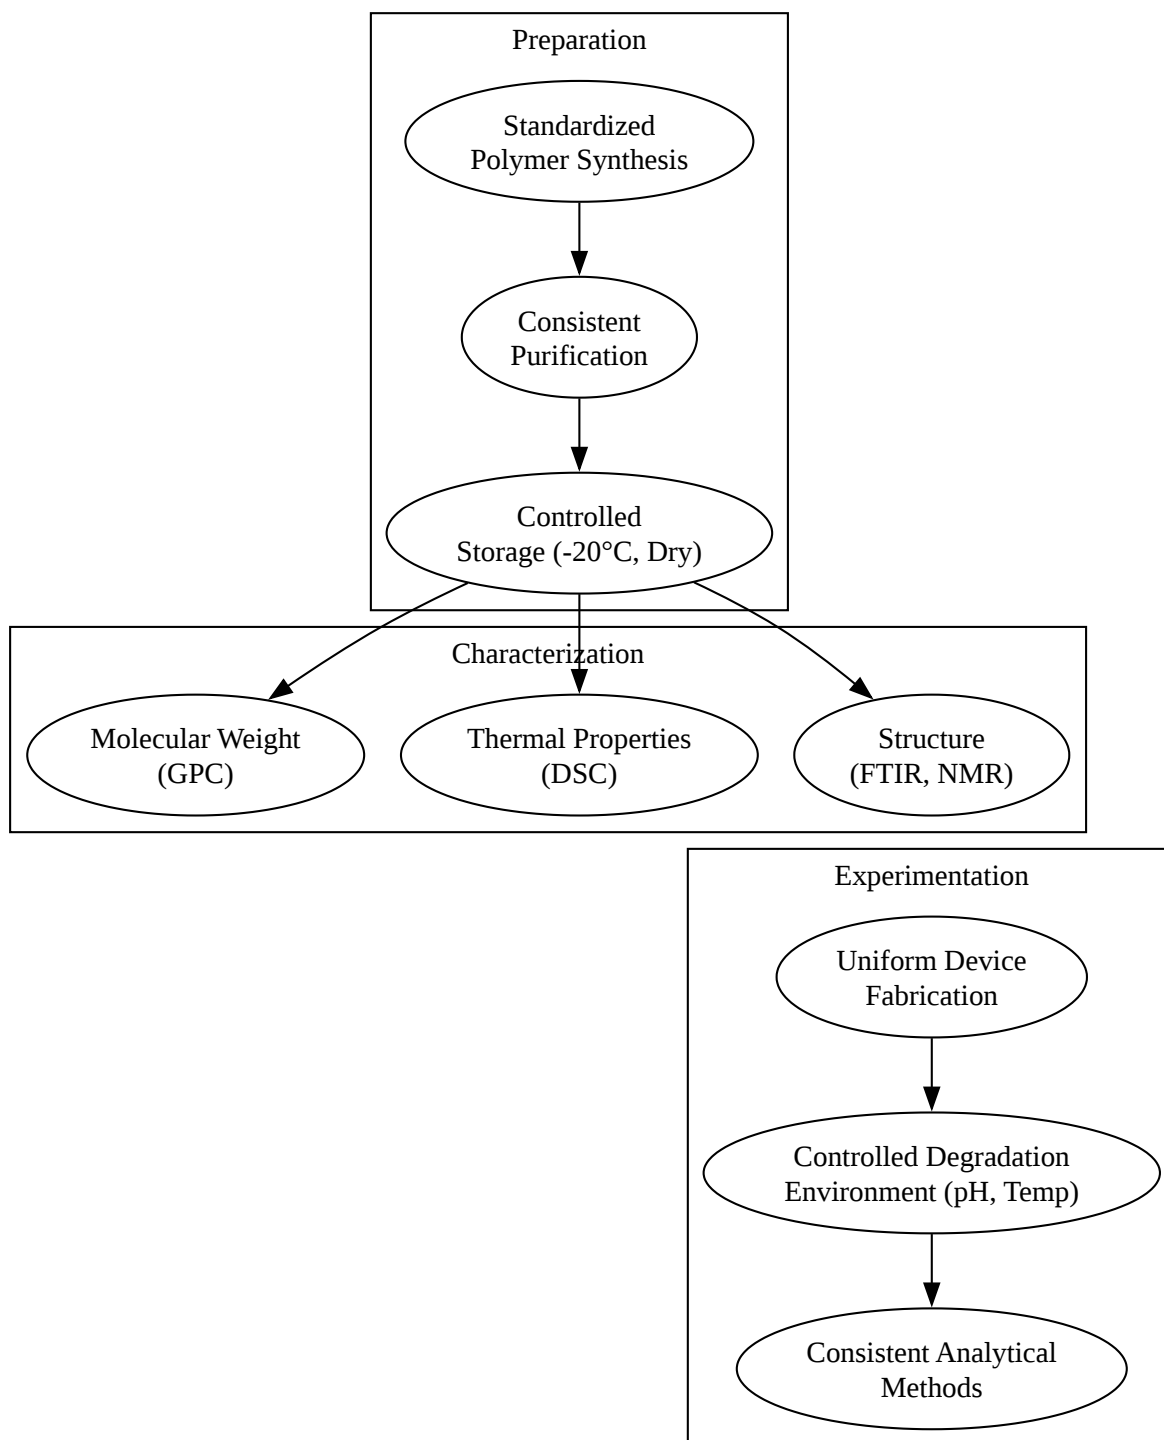 Preparation
Standardized
Polymer Synthesis
Consistent
Purification
Controlled
Storage (-20°C, Dry)
Characterization
Molecular Weight
(GPC)
Thermal Properties
(DSC)
Structure
(FTIR, NMR)
Experimentation
Uniform Device
Fabrication
Controlled Degradation
Environment (pH, Temp)
Consistent Analytical
Methods